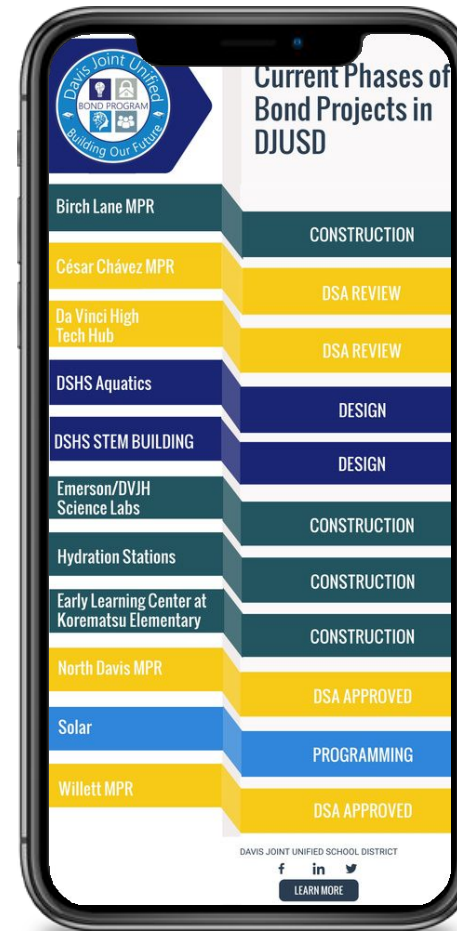 Davis Joint Unified
BOND PROGRAM
Building Our Future
Current Phases of
Bond Projects in
DJUSD
Birch Lane MPR
CONSTRUCTION
César Chávez MPR
DSA REVIEW
Da Vinci High
Tech Hub
DSA REVIEW
DSHS Aquatics
DESIGN
DSHS STEM BUILDING
DESIGN
Emerson/DVJH
Science Labs
CONSTRUCTION
Hydration Stations
CONSTRUCTION
Early Learning Center at
Korematsu Elementary
CONSTRUCTION
North Davis MPR
DSA APPROVED
Solar
PROGRAMMING
Willett MPR
DSA APPROVED
DAVIS JOINT UNIFIED SCHOOL DISTRICT
LEARN MORE